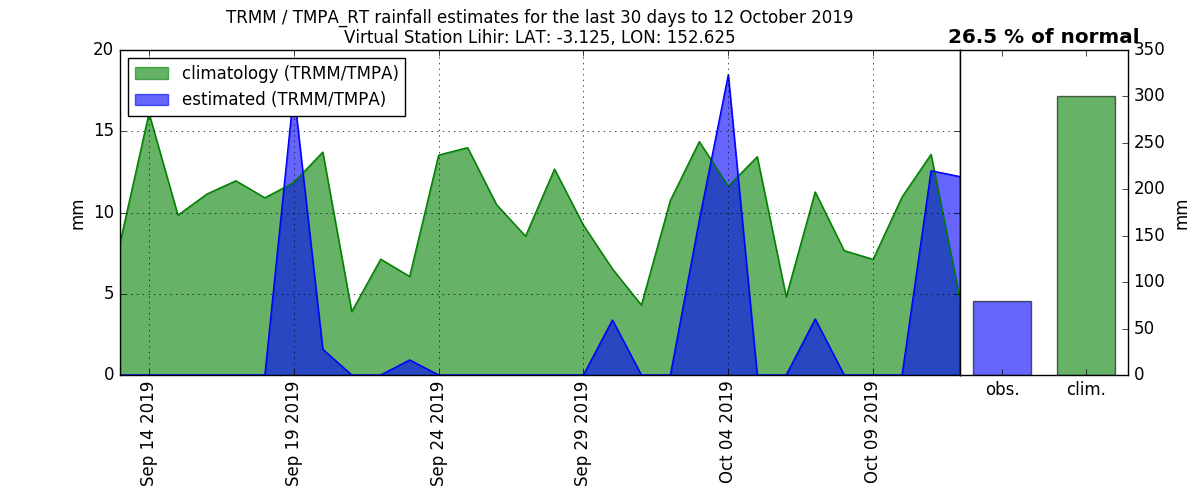 TRMM / TMPA_RT rainfall estimates for the last 30 days to 12 October 2019
Virtual Station Lihir: LAT: -3.125, LON: 152.625
26.5 % of normal
climatology (TRMM/TMPA)
estimated (TRMM/TMPA)
20
15
10
5
0
mm
Sep 14 2019
Sep 19 2019
Sep 24 2019
Sep 29 2019
Oct 04 2019
Oct 09 2019
350
300
250
200
150
100
50
0
mm
obs.
clim.